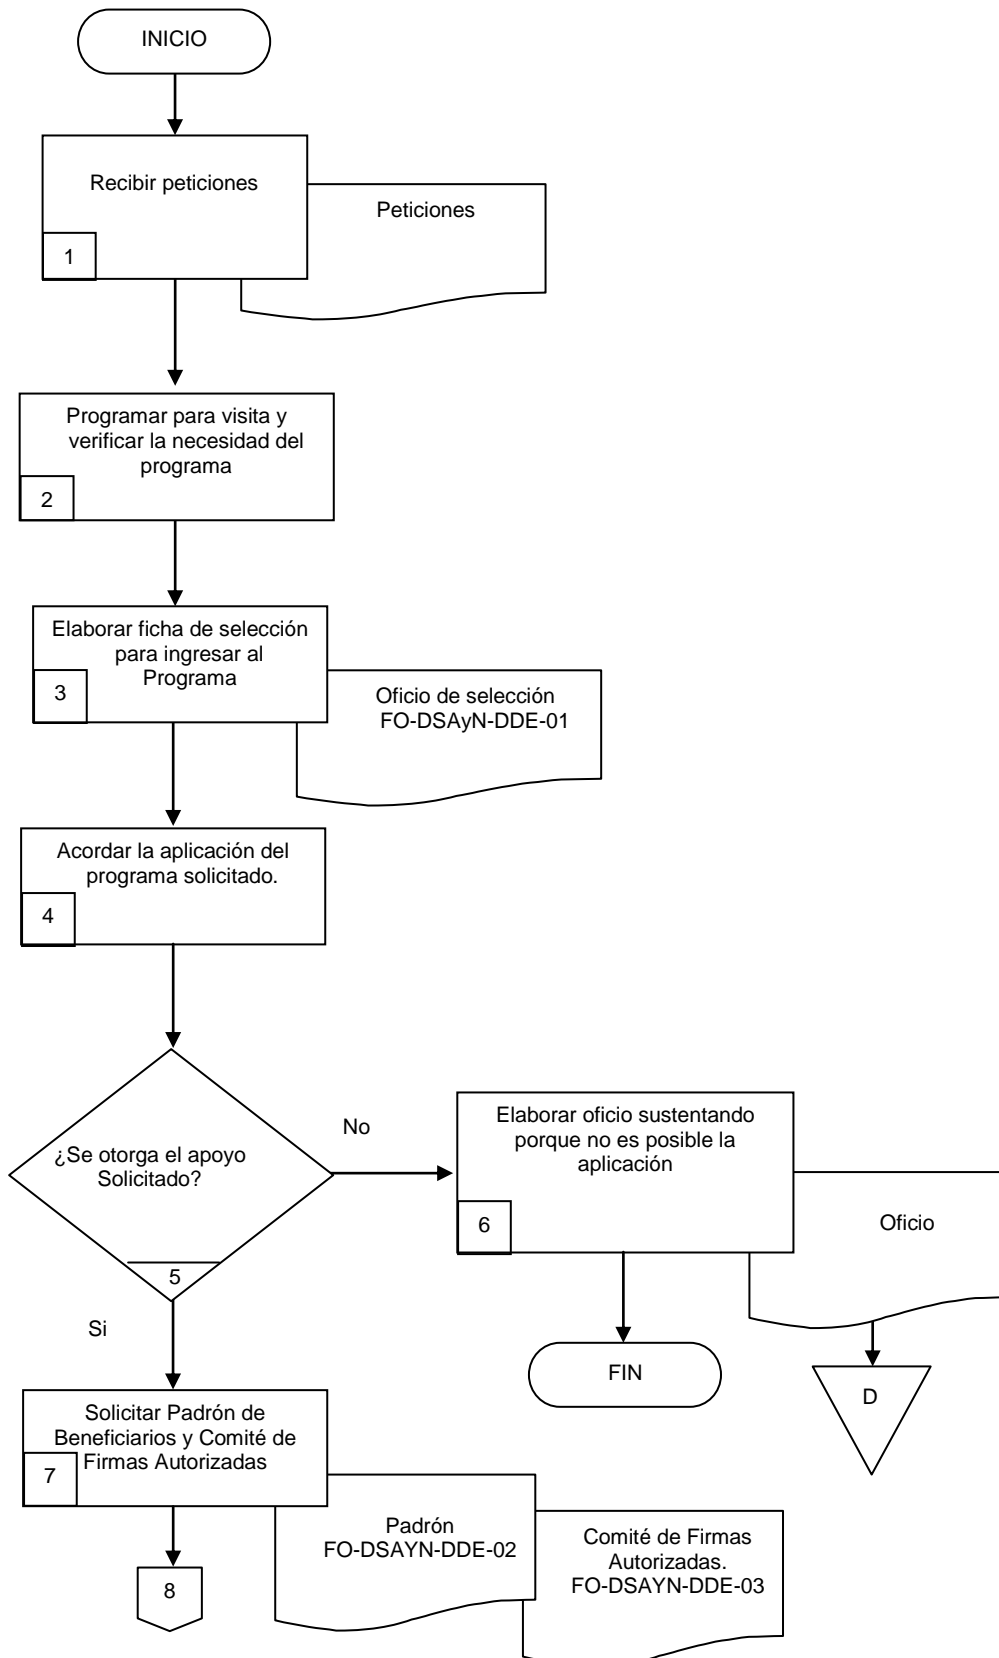 INICIO
Recibir peticiones
1
Peticiones
Programar para visita y
verificar la necesidad del
programa
2
Elaborar ficha de selección
para ingresar al
Programa
3
Oficio de selección
FO-DSAyN-DDE-01
Acordar la aplicación del
programa solicitado.
4
¿Se otorga el apoyo
Solicitado?
5
No
Elaborar oficio sustentando
porque no es posible la
aplicación
6
Oficio
FIN
D
Si
Solicitar Padrón de
Beneficiarios y Comité de
Firmas Autorizadas
7
Padrón
FO-DSAYN-DDE-02
Comité de Firmas
Autorizadas.
FO-DSAYN-DDE-03
8